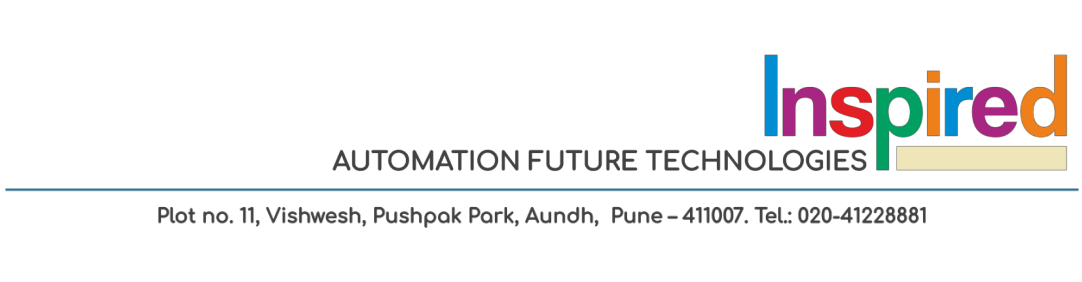 Inspired
AUTOMATION FUTURE TECHNOLOGIES
Plot no. 11, Vishwesh, Pushpak Park, Aundh, Pune – 411007. Tel.: 020-41228881